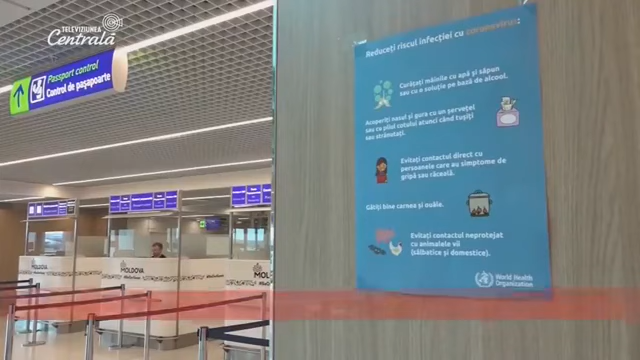 TELEVIZIUNEA
Centrală
Passport control
Control de paşapoarte
MOLDOVA
MOLDOVA
MOLDO
Reduceți riscul infecției cu coronavirus:
Curățați mâinile cu apă și săpun
sau cu o soluție pe bază de alcool.
Acoperiți nasul și gura cu un șervețel
sau cu pliul cotului atunci când tușiți
sau strănutați.
Evitați contactul direct cu
persoanele care au simptome de
gripă sau răceală.
Gătiți bine carnea și ouăle.
Evitați contactul neprotejat
cu animalele vii
(sălbatice și domestice).
World Health
Organization